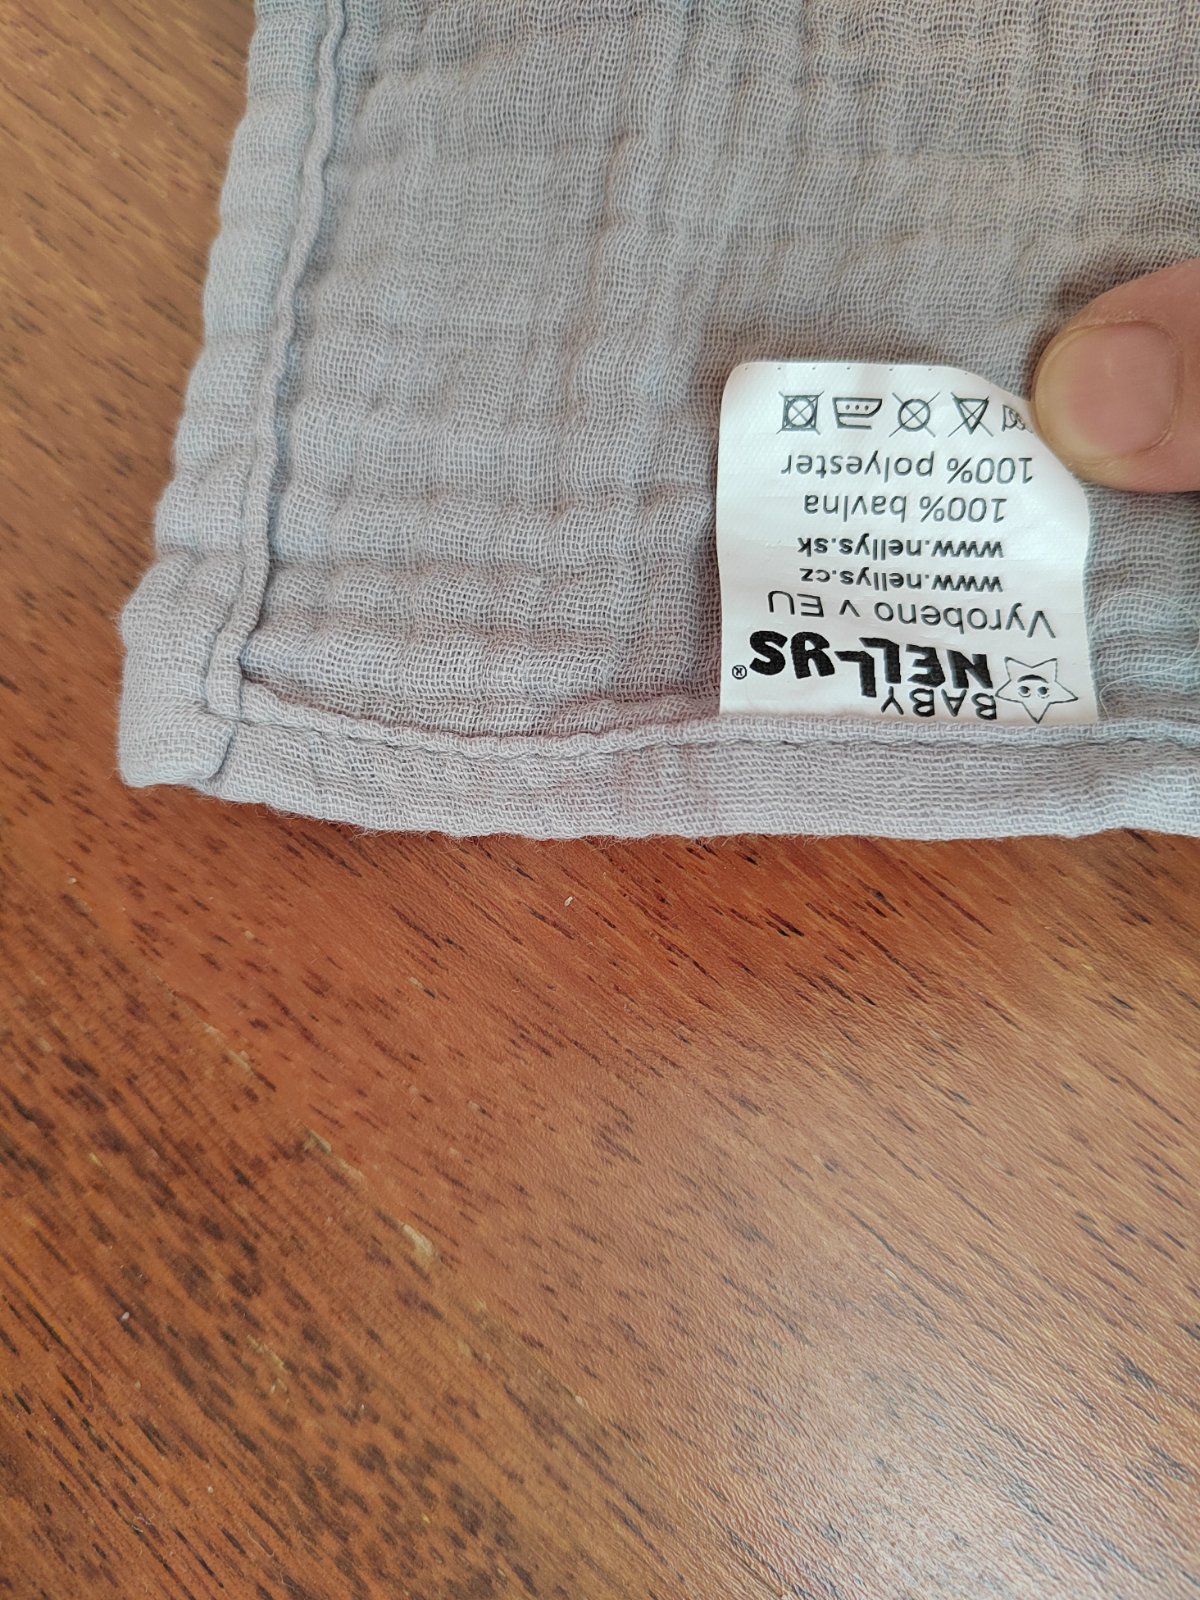 BABY
NELLYS®
Vyrobeno v EU
www.nellys.cz
www.nellys.sk
100% bavlna
100% polyester